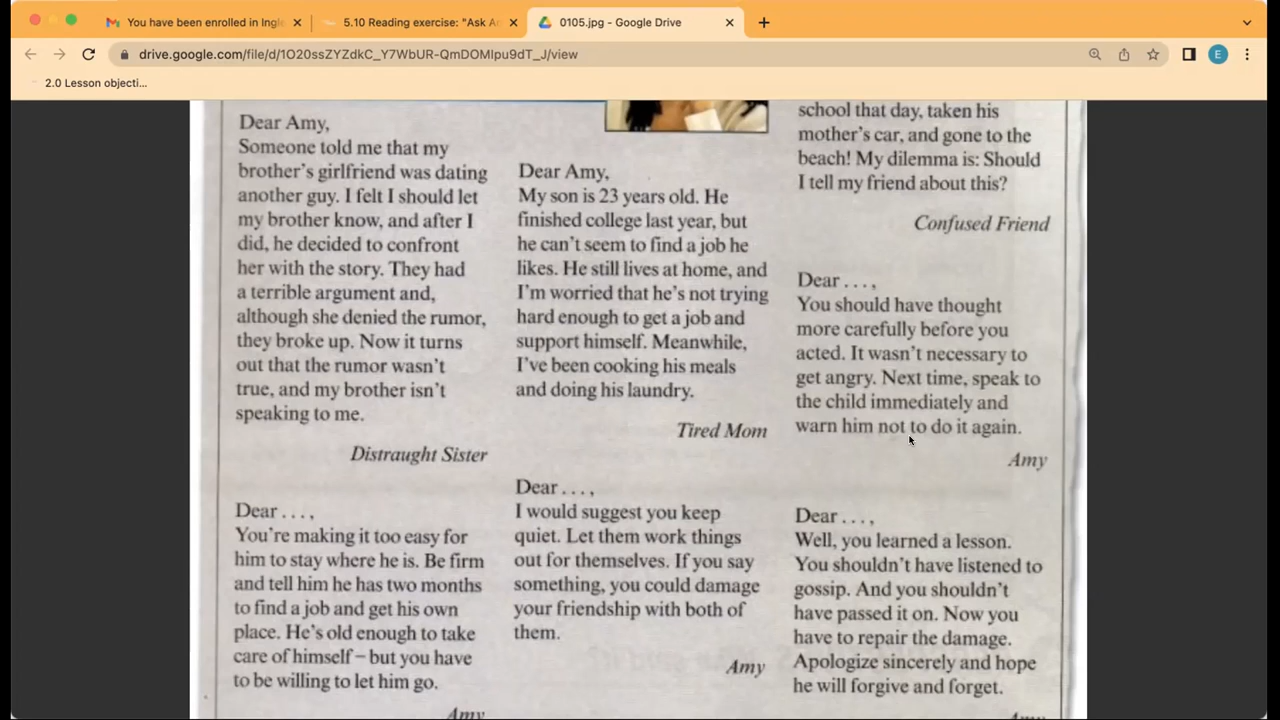 You have been enrolled in Ingle
5.10 Reading exercise: "Ask A
0105.jpg - Google Drive
drive.google.com/file/d/1O20ssZYZdkC_Y7WbUR-QmDOMIpu9dT_J/view
E
2.0 Lesson objecti...
Dear Amy,
Someone told me that my
brother's girlfriend was dating
another guy. I felt I should let
my brother know, and after I
did, he decided to confront
her with the story. They had
a terrible argument and,
although she denied the rumor,
they broke up. Now it turns
out that the rumor wasn't
true, and my brother isn't
speaking to me.
Distraught Sister
Dear . . . ,
You're making it too easy for
him to stay where he is. Be firm
and tell him he has two months
to find a job and get his own
place. He's old enough to take
care of himself – but you have
to be willing to let him go.
Amy
Dear Amy,
My son is 23 years old. He
finished college last year, but
he can't seem to find a job he
likes. He still lives at home, and
I'm worried that he's not trying
hard enough to get a job and
support himself. Meanwhile,
I've been cooking his meals
and doing his laundry.
Tired Mom
Dear . . . ,
I would suggest you keep
quiet. Let them work things
out for themselves. If you say
something, you could damage
your friendship with both of
them.
Amy
school that day, taken his
mother's car, and gone to the
beach! My dilemma is: Should
I tell my friend about this?
Confused Friend
Dear . . . ,
You should have thought
more carefully before you
acted. It wasn't necessary to
get angry. Next time, speak to
the child immediately and
warn him not to do it again.
Amy
Dear . . . ,
Well, you learned a lesson.
You shouldn't have listened to
gossip. And you shouldn't
have passed it on. Now you
have to repair the damage.
Apologize sincerely and hope
he will forgive and forget.
Amy